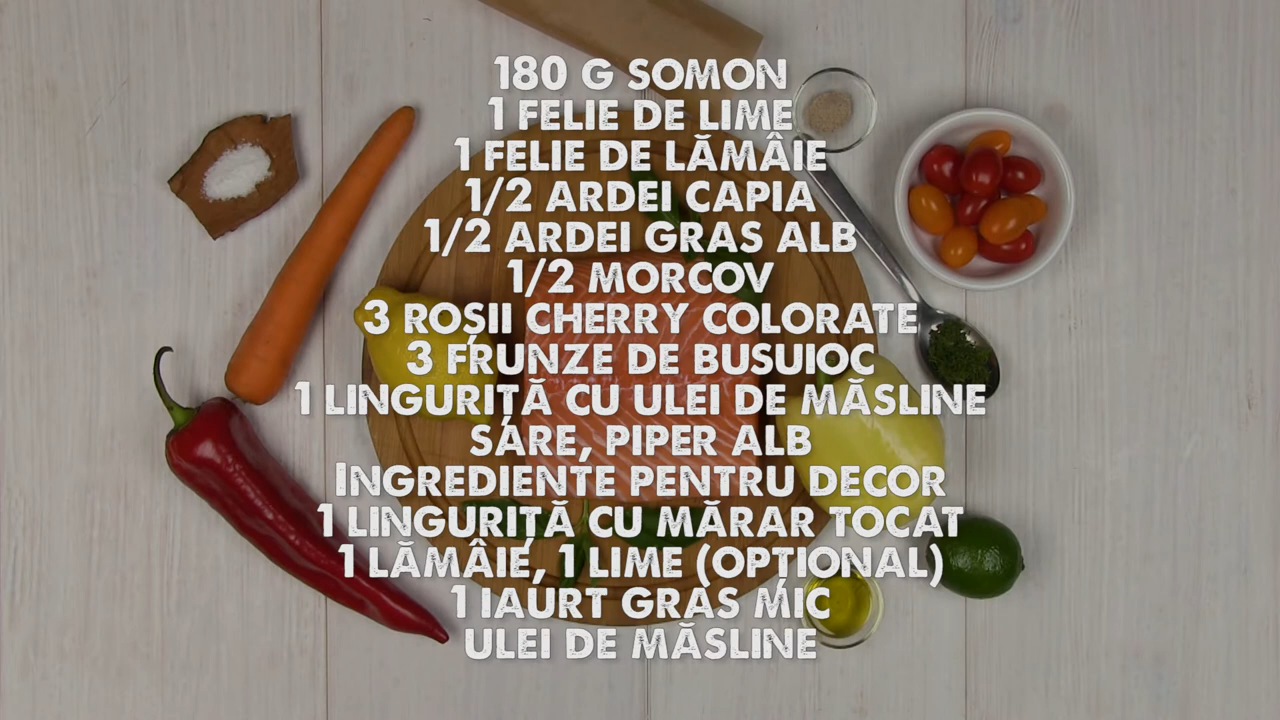 180 G SOMON
1 FELIE DE LIME
1 FELIE DE LĂMÂIE
1/2 ARDEI CAPIA
1/2 ARDEI GRAS ALB
1/2 MORCOV
3 ROȘII CHERRY COLORATE
3 FRUNZE DE BUSUIOC
1 LINGURIȚĂ CU ULEI DE MĂSLINE
SARE, PIPER ALB
INGREDIENTE PENTRU DECOR
1 LINGURIȚĂ CU MĂRAR TOCAT
1 LĂMÂIE, 1 LIME (OPȚIONAL)
1 IAURT GRAS MIC
ULEI DE MĂSLINE